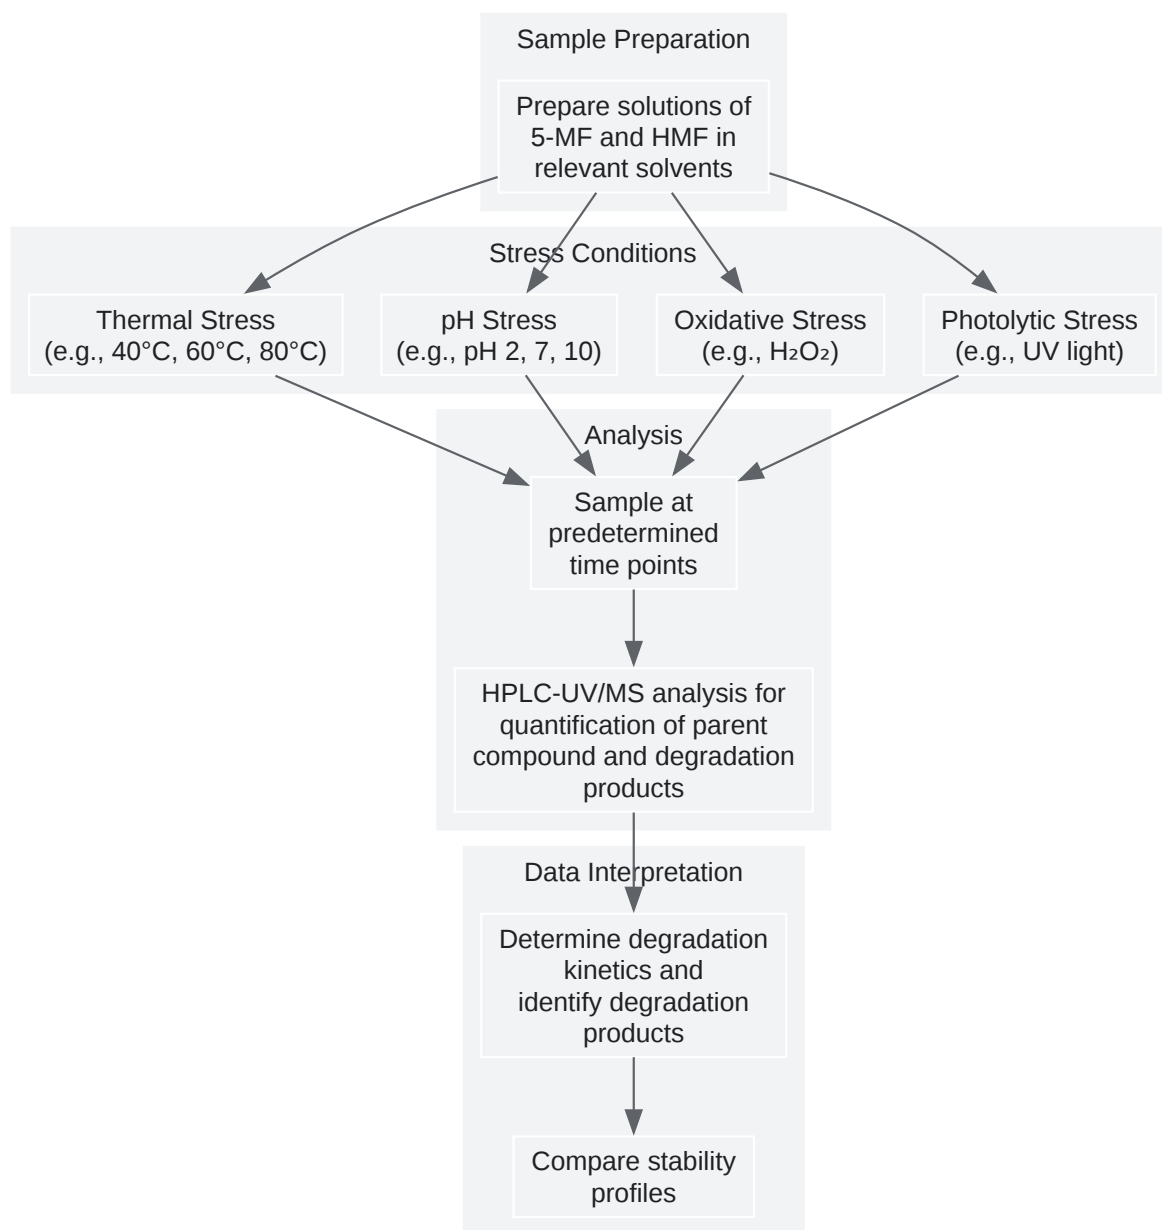 Sample Preparation
Prepare solutions of
5-MF and HMF in
relevant solvents
Stress Conditions
Thermal Stress
(e.g., 40°C, 60°C, 80°C)
pH Stress
(e.g., pH 2, 7, 10)
Oxidative Stress
(e.g., H₂O₂)
Photolytic Stress
(e.g., UV light)
Analysis
Sample at
predetermined
time points
HPLC-UV/MS analysis for
quantification of parent
compound and degradation
products
Data Interpretation
Determine degradation
kinetics and
identify degradation
products
Compare stability
profiles